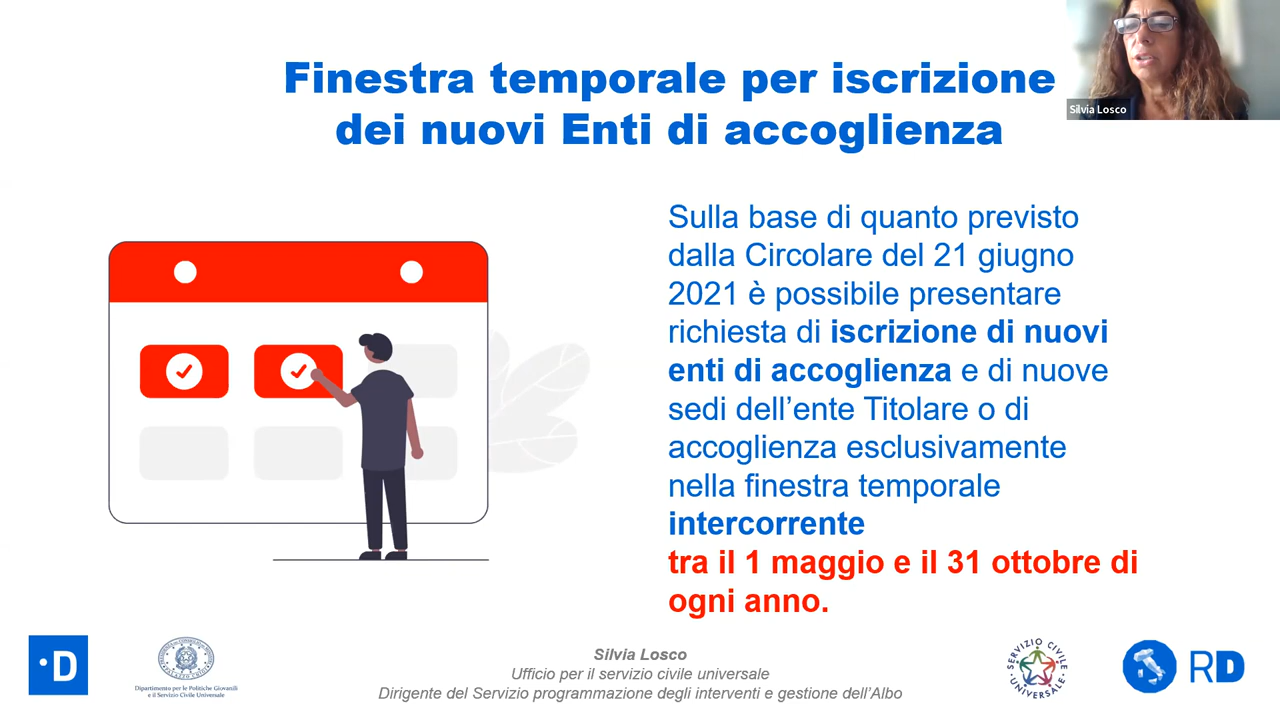 Finestra temporale per iscrizione
dei nuovi Enti di accoglienza
Silvia Losco
Sulla base di quanto previsto
dalla Circolare del 21 giugno
2021 è possibile presentare
richiesta di iscrizione di nuovi
enti di accoglienza e di nuove
sedi dell’ente Titolare o di
accoglienza esclusivamente
nella finestra temporale
intercorrente
tra il 1 maggio e il 31 ottobre di
ogni anno.
D
Dipartimento per le Politiche Giovanili
e il Servizio Civile Universale
Silvia Losco
Ufficio per il servizio civile universale
Dirigente del Servizio programmazione degli interventi e gestione dell’Albo
SERVIZIO CIVILE
UNIVERSALE
RD